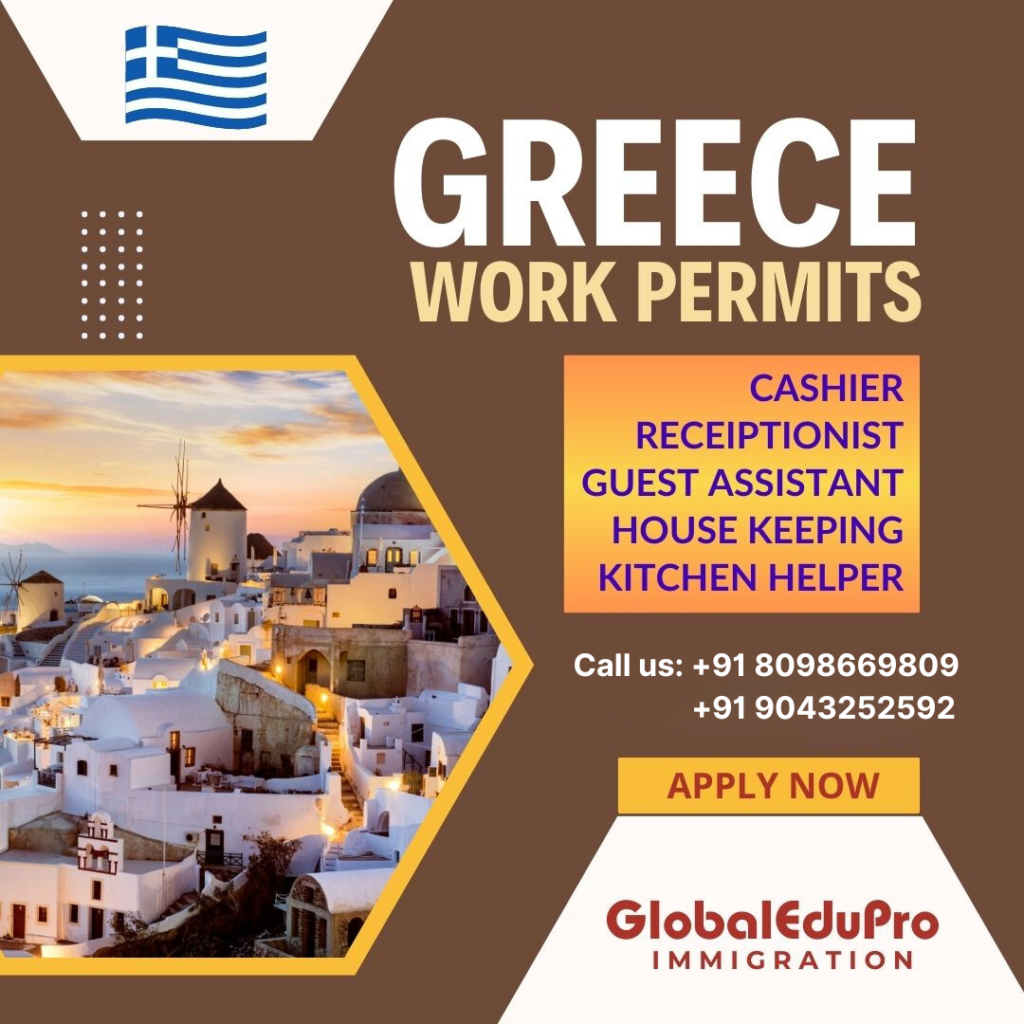 GREECE
WORK PERMITS
CASHIER
RECEIPTIONIST
GUEST ASSISTANT
HOUSE KEEPING
KITCHEN HELPER
Call us: +91 8098669809
+91 9043252592
APPLY NOW
GlobalEduPro
IMMIGRATION